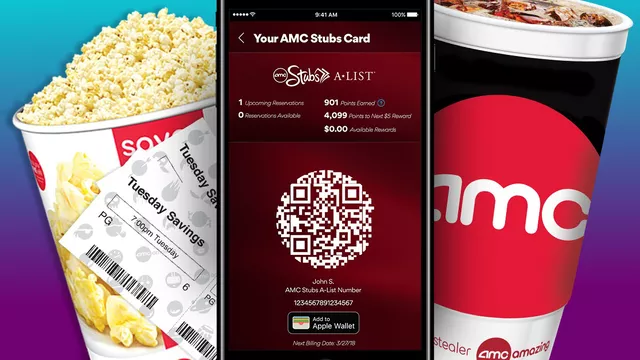 9:41 AM
100%
Your AMC Stubs Card
amc Stubs A·LIST™
1 Upcoming Reservations
0 Reservations Available
901 Points Earned ?
4,099 Points to Next $5 Reward
$0.00 Available Rewards
John S.
AMC Stubs A-List Number
1234567891234567
Add to
Apple Wallet
Next Billing Date: 3/27/18
Tuesday Savings
7:00pm Tuesday
PG
6
Tuesday Savings
PG
amc
stealer
amc amazing